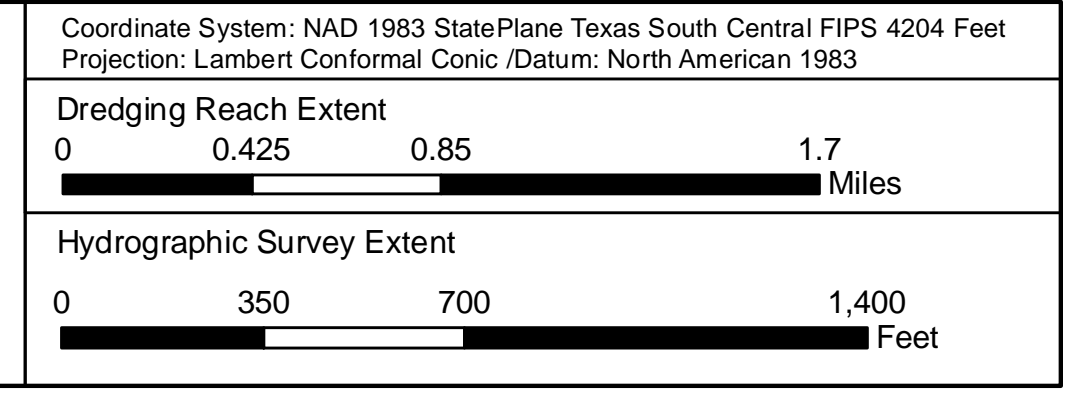 Coordinate System: NAD 1983 StatePlane Texas South Central FIPS 4204 Feet
Projection: Lambert Conformal Conic /Datum: North American 1983
Dredging Reach Extent
0 0.425 0.85 1.7
Miles
Hydrographic Survey Extent
0 350 700 1,400
Feet